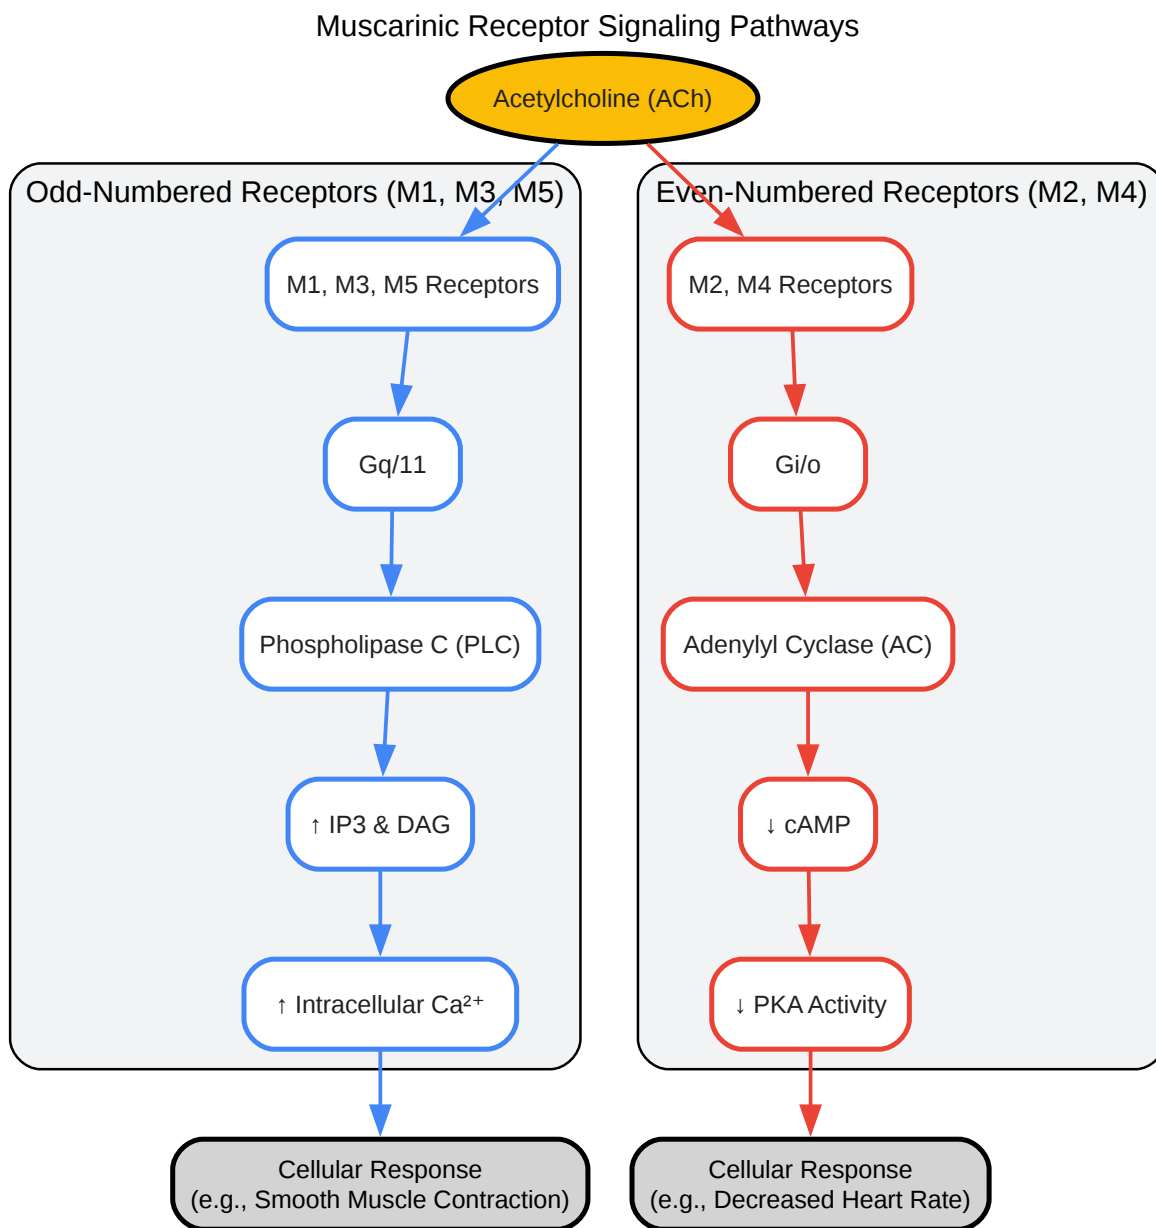 Muscarinic Receptor Signaling Pathways
Acetylcholine (ACh)
Odd-Numbered Receptors (M1, M3, M5)
M1, M3, M5 Receptors
Gq/11
Phospholipase C (PLC)
↑ IP3 & DAG
↑ Intracellular Ca²⁺
Cellular Response
(e.g., Smooth Muscle Contraction)
Even-Numbered Receptors (M2, M4)
M2, M4 Receptors
Gi/o
Adenylyl Cyclase (AC)
↓ cAMP
↓ PKA Activity
Cellular Response
(e.g., Decreased Heart Rate)